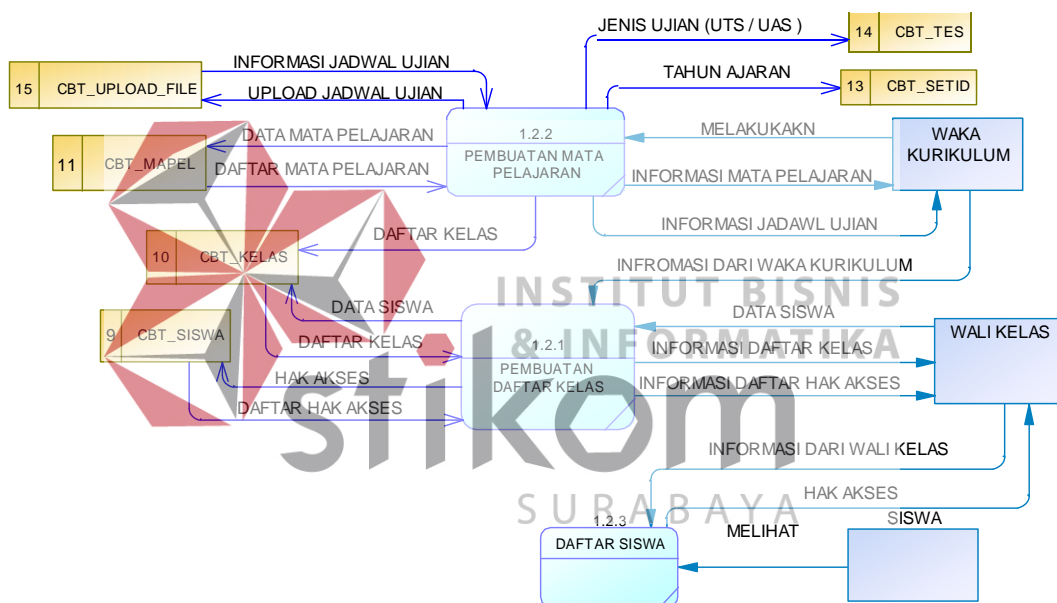 JENIS UJIAN (UTS / UAS )
14 CBT_TES
INFORMASI JADWAL UJIAN
TAHUN AJARAN
15 CBT_UPLOAD_FILE
UPLOAD JADWAL UJIAN
13 CBT_SETID
DATA MATA PELAJARAN
1.2.2
MELAKUKAKN
WAKA
KURIKULUM
11 CBT_MAPEL
DAFTAR MATA PELAJARAN
PEMBUATAN MATA
PELAJARAN
INFORMASI MATA PELAJARAN
DAFTAR KELAS
INFORMASI JADAWL UJIAN
10 CBT_KELAS
INFROMASI DARI WAKA KURIKULUM
INSTITUT BISNIS
DATA SISWA
DATA SISWA
9 CBT_SISWA
DAFTAR KELAS
1.2.1
& INFORMATIKA
INFORMASI DAFTAR KELAS
WALI KELAS
PEMBUATAN
DAFTAR KELAS
HAK AKSES
INFORMASI DAFTAR HAK AKSES
DAFTAR HAK AKSES
stikom
INFORMASI DARI WALI KELAS
HAK AKSES
SURABAYA
1.2.3
SISWA
DAFTAR SISWA
MELIHAT